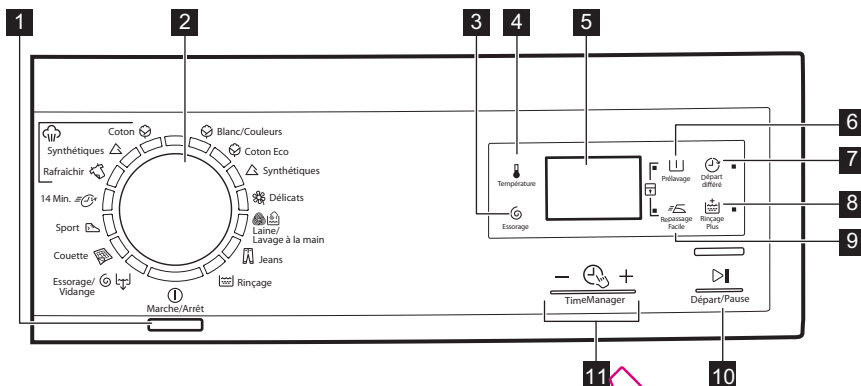 1
2
3
4
5
6
7
8
9
10
11
Coton
Synthétiques
Rafraîchir
14 Min.
Sport
Couette
Essorage/
Vidange
Marche/Arrêt
Blanc/Couleurs
Coton Eco
Synthétiques
Délicats
Laine/
Lavage à la main
Jeans
Rinçage
Température
Essorage
Prélavage
Départ
différé
Repassage
Facile
Rinçage
Plus
− +
TimeManager
Départ/Pause